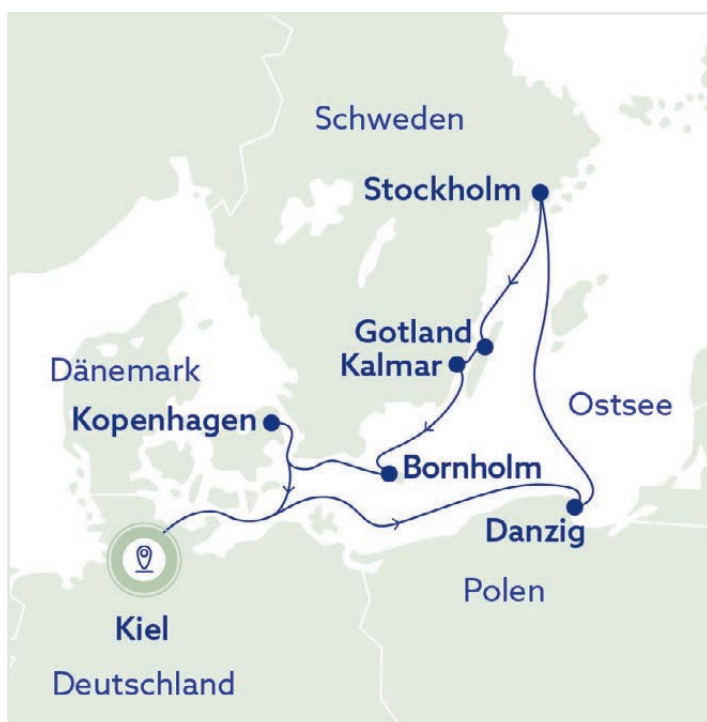 Schweden
Stockholm
Gotland
Kalmar
Dänemark
Ostsee
Kopenhagen
Bornholm
Danzig
Polen
Kiel
Deutschland